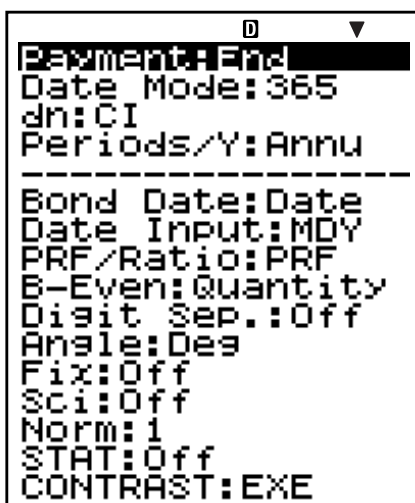 D ▼
Payment:End
Date Mode:365
dn:CI
Periods/Y:Annu
Bond Date:Date
Date Input:MDY
PRF/Ratio:PRF
B-Even:Quantity
Digit Sep.:Off
Angle:Deg
Fix:Off
Sci:Off
Norm:1
STAT:Off
CONTRAST:EXE